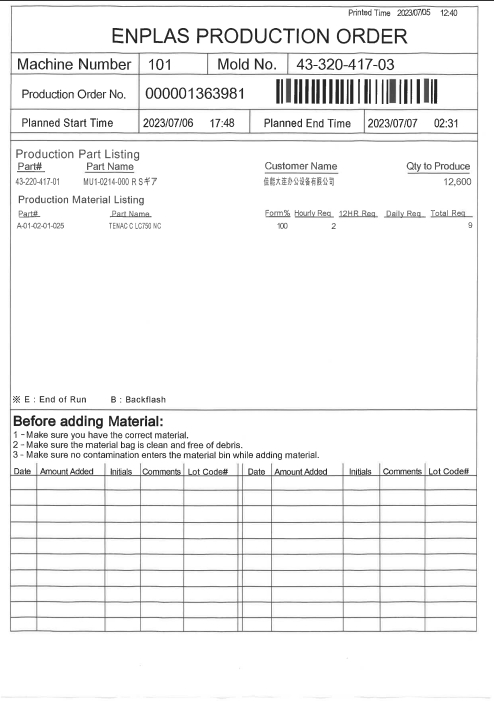 Printed Time 2023/07/05 12:40
ENPLAS PRODUCTION ORDER
Machine Number 101 Mold No. 43-320-417-03
Production Order No. 000001363981
Planned Start Time 2023/07/06 17:48 Planned End Time 2023/07/07 02:31
Production Part Listing
Part# Part Name Customer Name Qty to Produce
43-220-417-01 MU1-0214-000 R Sギア 佳能大连办公设备有限公司 12,600
Production Material Listing
Part# Part Name Form% Hourly Req 12HR Req Daily Req Total Req
A-01-02-01-025 TENAC C LC750 NC 100 .2 9
※ E : End of Run B : Backflash
Before adding Material:
1 - Make sure you have the correct material.
2 - Make sure the material bag is clean and free of debris.
3 - Make sure no contamination enters the material bin while adding material.
Date Amount Added Initials Comments Lot Code# Date Amount Added Initials Comments Lot Code#